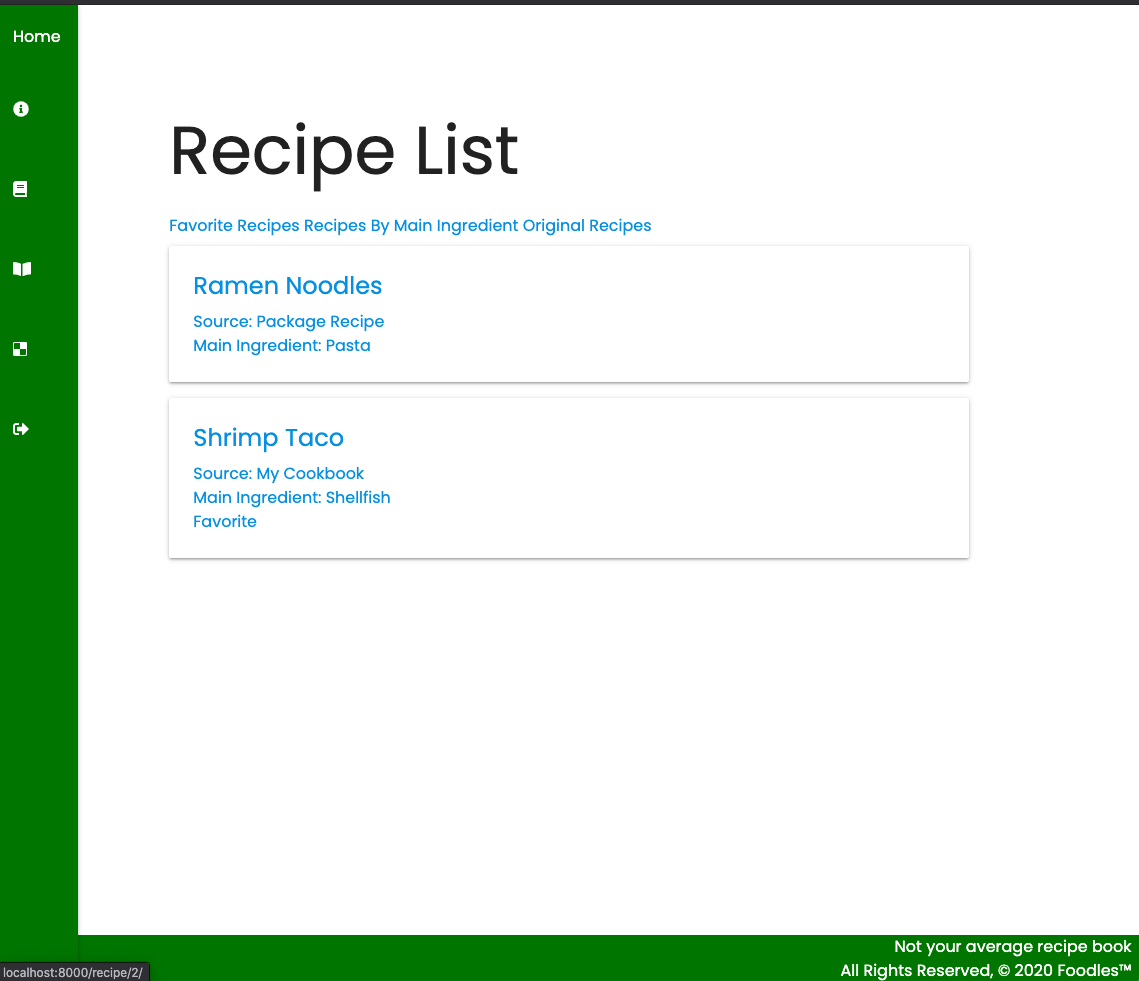 Home
Recipe List
Favorite Recipes Recipes By Main Ingredient Original Recipes
Ramen Noodles
Source: Package Recipe
Main Ingredient: Pasta
Shrimp Taco
Source: My Cookbook
Main Ingredient: Shellfish
Favorite
Not your average recipe book
All Rights Reserved, © 2020 Foodles™
localhost:8000/recipe/2/